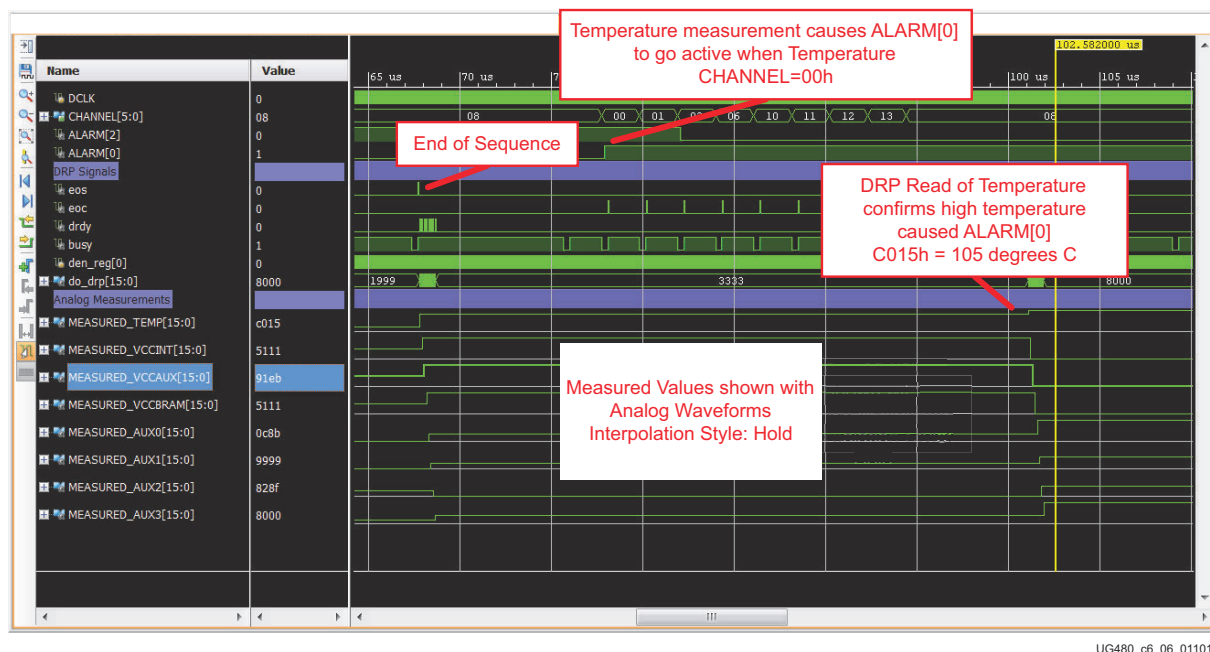 Temperature measurement causes ALARM[0]
to go active when Temperature
CHANNEL=00h
102.582000 us
Name
Value
65 us
70 us
7
100 us
105 us
DCLK
0
CHANNEL[5:0]
08
08
00
01
06
10
11
12
13
08
ALARM[2]
0
End of Sequence
ALARM[0]
1
DRP Signals
eos
0
DRP Read of Temperature
confirms high temperature
caused ALARM[0]
C015h = 105 degrees C
eoc
0
drdy
0
busy
1
den_reg[0]
0
do_drp[15:0]
8000
1999
3333
8000
Analog Measurements
MEASURED_TEMP[15:0]
c015
MEASURED_VCCINT[15:0]
5111
MEASURED_VCCAUX[15:0]
91eb
Measured Values shown with
Analog Waveforms
Interpolation Style: Hold
MEASURED_VCCBRAM[15:0]
5111
MEASURED_AUX0[15:0]
0c8b
MEASURED_AUX1[15:0]
9999
MEASURED_AUX2[15:0]
828f
MEASURED_AUX3[15:0]
8000
UG480_c6_06_01101